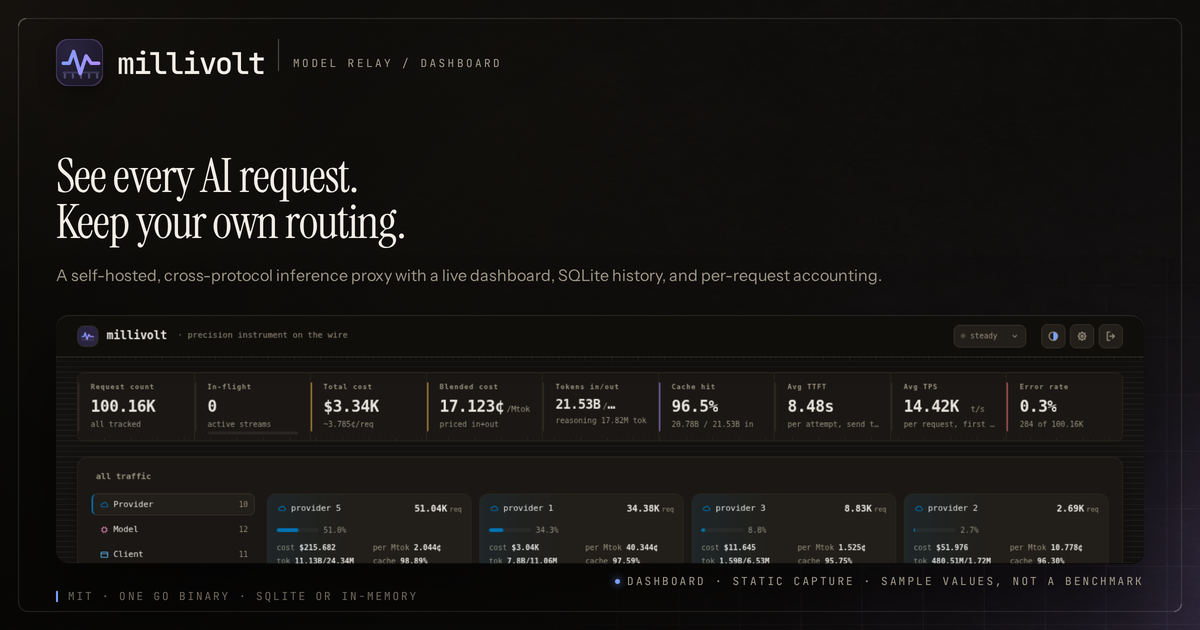 millivolt
MODEL RELAY / DASHBOARD
See every AI request.
Keep your own routing.
A self-hosted, cross-protocol inference proxy with a live dashboard, SQLite history, and per-request accounting.
millivolt · precision instrument on the wire
steady
Request count
100.16K
all tracked
In-flight
0
active streams
Total cost
$3.34K
~3.785¢/req
Blended cost
17.123¢/Mtok
priced in+out
Tokens in/out
21.53B/…
reasoning 17.82M tok
Cache hit
96.5%
20.78B / 21.53B in
Avg TTFT
8.48s
per attempt, send t…
Avg TPS
14.42K t/s
per request, first …
Error rate
0.3%
284 of 100.16K
all traffic
Provider 10
Model 12
Client 11
provider 5 51.04K req
51.0%
cost $215.682 per Mtok 2.044¢
tok 11.13B/24.34M cache 98.89%
provider 1 34.38K req
34.3%
cost $3.04K per Mtok 40.344¢
tok 7.8B/11.06M cache 97.59%
provider 3 8.83K req
8.8%
cost $11.645 per Mtok 1.525¢
tok 1.59B/6.53M cache 95.75%
provider 2 2.69K req
2.7%
cost $51.976 per Mtok 10.778¢
tok 480.51M/1.72M cache 96.30%
DASHBOARD · STATIC CAPTURE · SAMPLE VALUES, NOT A BENCHMARK
MIT · ONE GO BINARY · SQLITE OR IN-MEMORY